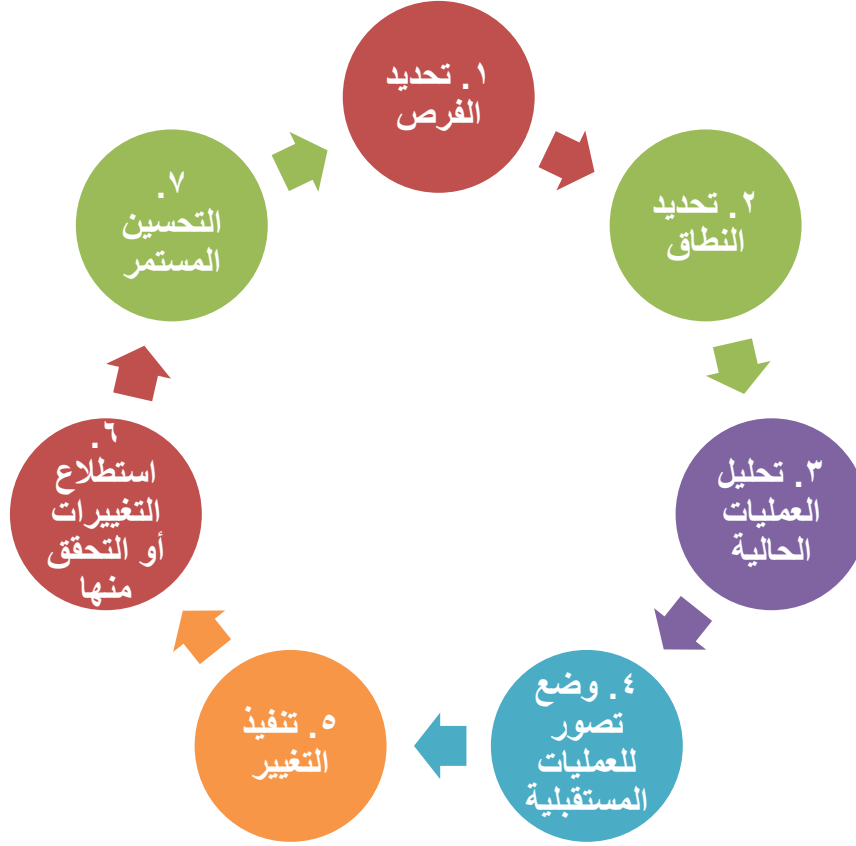 ١. تحديد
الفرص
٢. تحديد
النطاق
٣. تحليل
العمليات
الحالية
٤. وضع
تصور
للعمليات
المستقبلية
٥. تنفيذ
التغيير
٦.
استطلاع
التغييرات
أو التحقق
منها
٧.
التحسين
المستمر